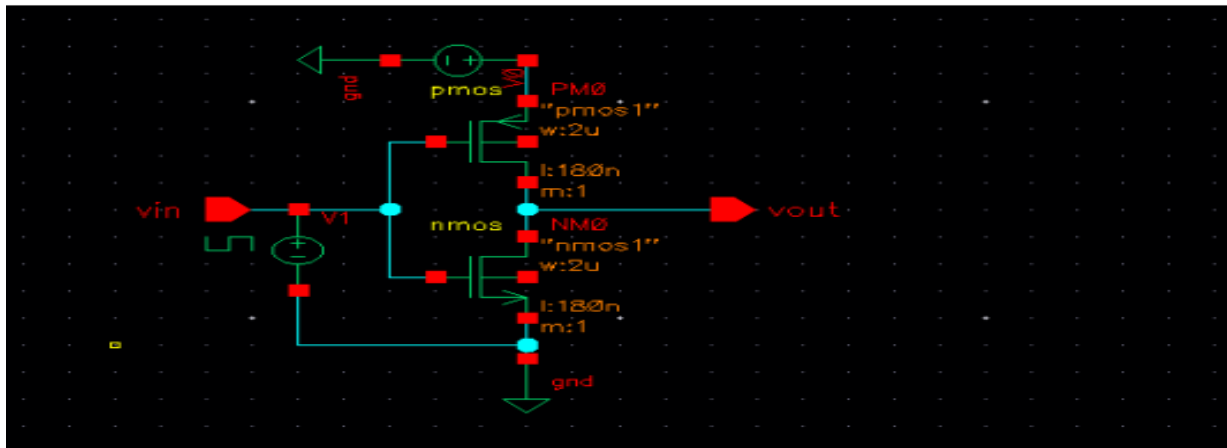 gnd
V0
pmos
PM0
"pmos1"
w:2u
l:180n
m:1
vin
V1
vout
nmos
NM0
"nmos1"
w:2u
l:180n
m:1
gnd